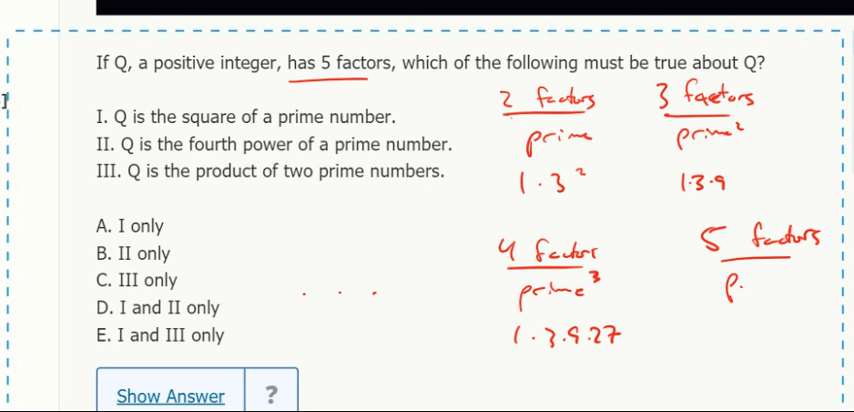 If Q, a positive integer, has 5 factors, which of the following must be true about Q?
I. Q is the square of a prime number.
II. Q is the fourth power of a prime number.
III. Q is the product of two prime numbers.
A. I only
B. II only
C. III only
D. I and II only
E. I and III only
Show Answer ?
2 factors
prime
1 · 3 ²
3 factors
prime²
1·3·9
4 factor
prime³
1 · 3 · 9 · 27
5 factors
p.
. . .
]